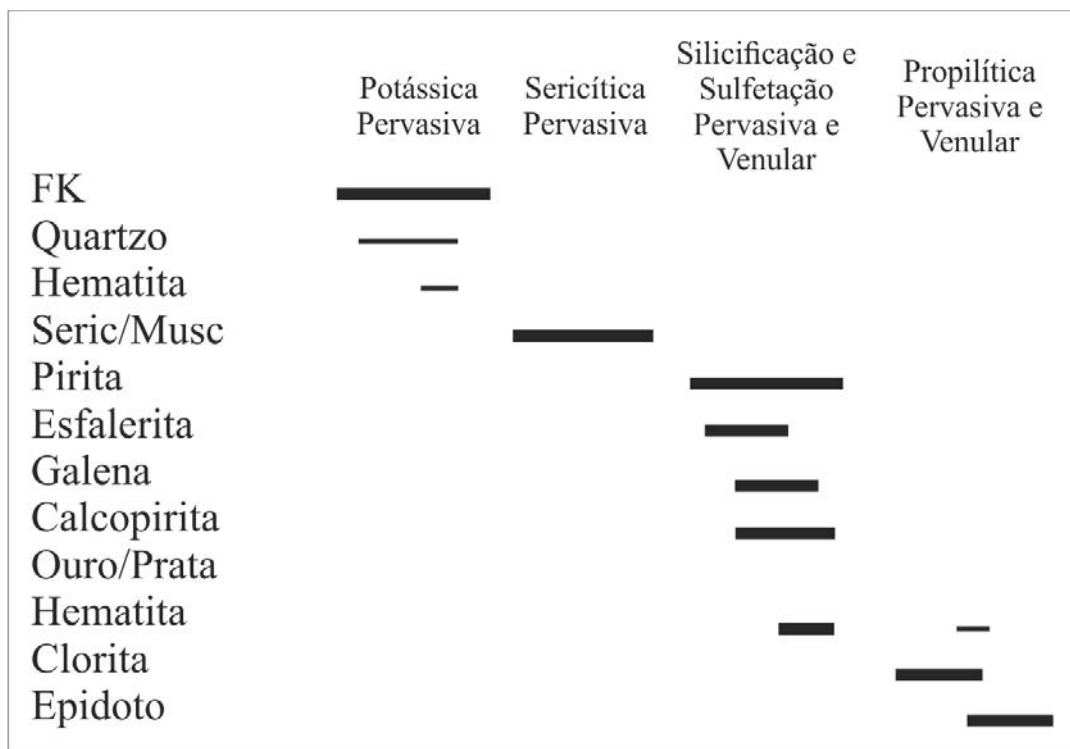 Potássica
Pervasiva
Sericítica
Pervasiva
Silicificação e
Sulfetação
Pervasiva e
Venular
Propilítica
Pervasiva e
Venular
FK
Quartzo
Hematita
Seric/Musc
Pirita
Esfalerita
Galena
Calcopirita
Ouro/Prata
Hematita
Clorita
Epidoto